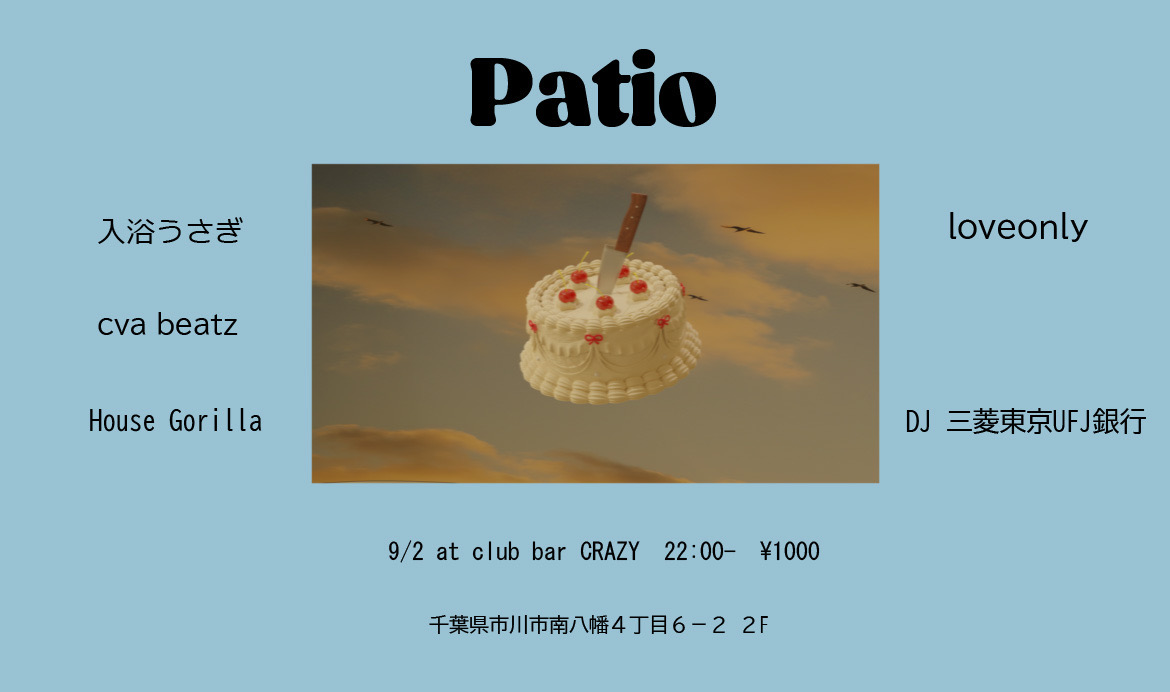 Patio
入浴うさぎ
loveonly
cva beatz
House Gorilla
DJ 三菱東京UFJ銀行
9/2 at club bar CRAZY 22:00- ¥1000
千葉県市川市南八幡４丁目６－２ ２F